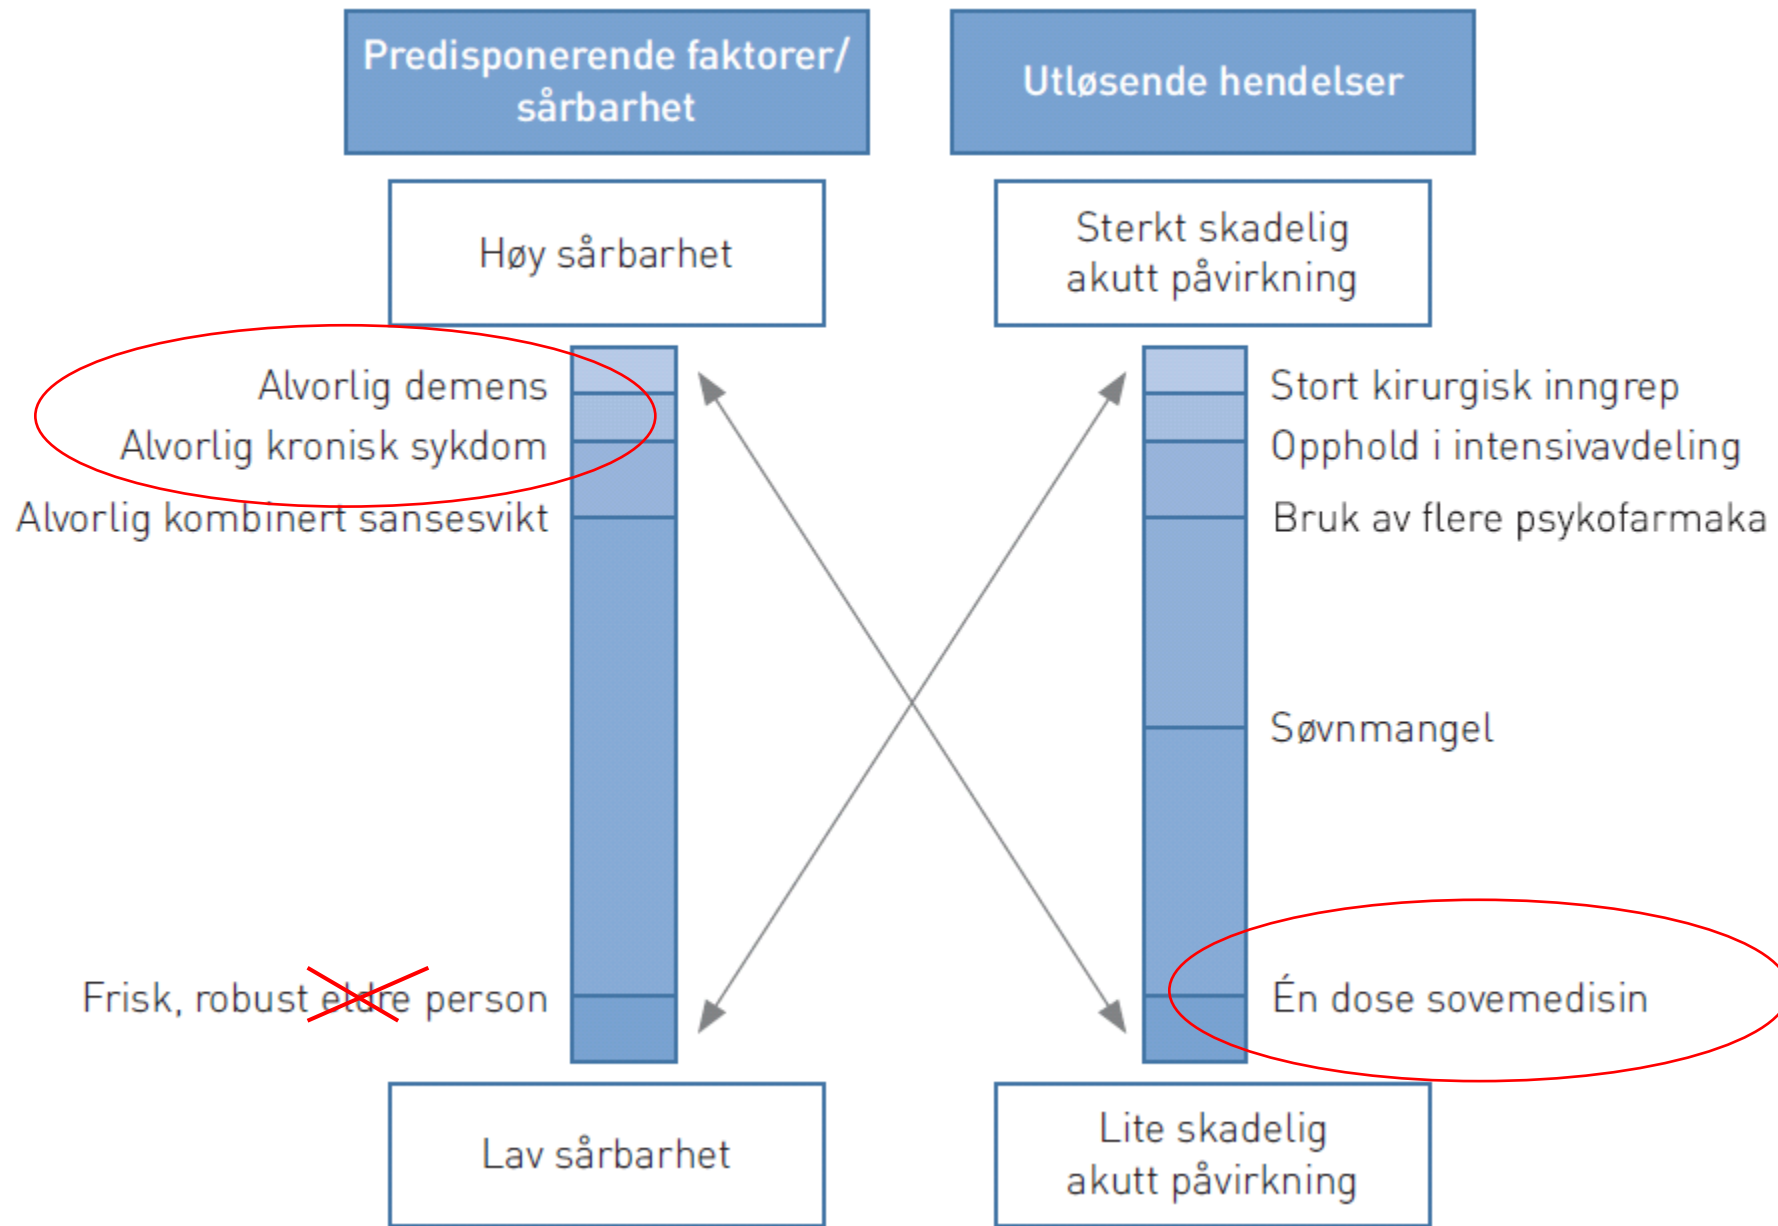 Predisponerende faktorer/
sårbarhet
Utløsende hendelser
Høy sårbarhet
Sterkt skadelig
akutt påvirkning
Alvorlig demens
Alvorlig kronisk sykdom
Alvorlig kombinert sansesvikt
Frisk, robust eldre person
Stort kirurgisk inngrep
Opphold i intensivavdeling
Bruk av flere psykofarmaka
Søvnmangel
Én dose sovemedisin
Lav sårbarhet
Lite skadelig
akutt påvirkning